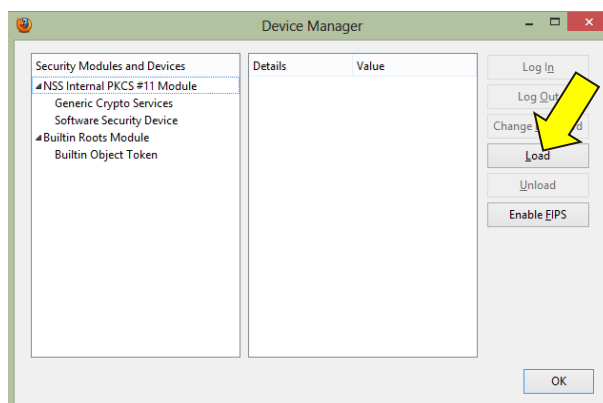 Device Manager
Security Modules and Devices
NSS Internal PKCS #11 Module
Generic Crypto Services
Software Security Device
Builtin Roots Module
Builtin Object Token
Details Value
Log In
Log Out
Change
Load
Unload
Enable FIPS
OK